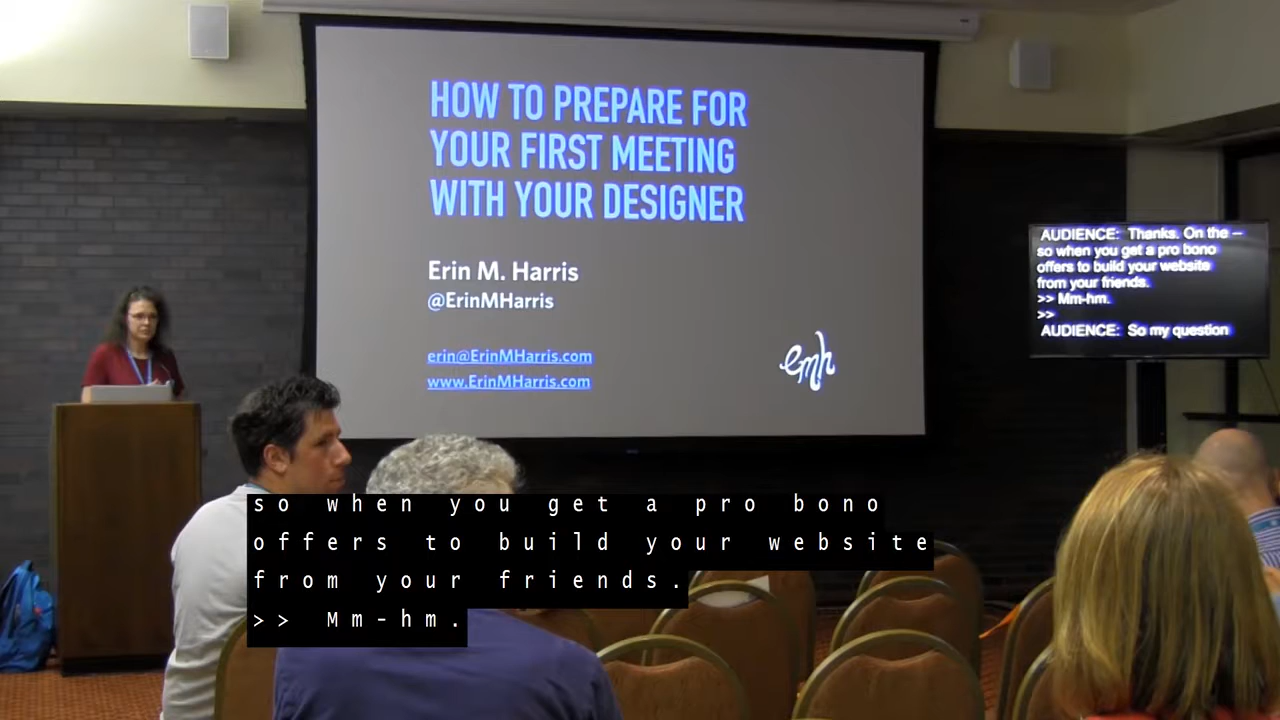 HOW TO PREPARE FOR
YOUR FIRST MEETING
WITH YOUR DESIGNER
Erin M. Harris
@ErinMHarris
erin@ErinMHarris.com
www.ErinMHarris.com
emh
AUDIENCE: Thanks. On the --
so when you get a pro bono
offers to build your website
from your friends.
>> Mm-hm.
>>
AUDIENCE: So my question
so when you get a pro bono
offers to build your website
from your friends.
>> Mm-hm.